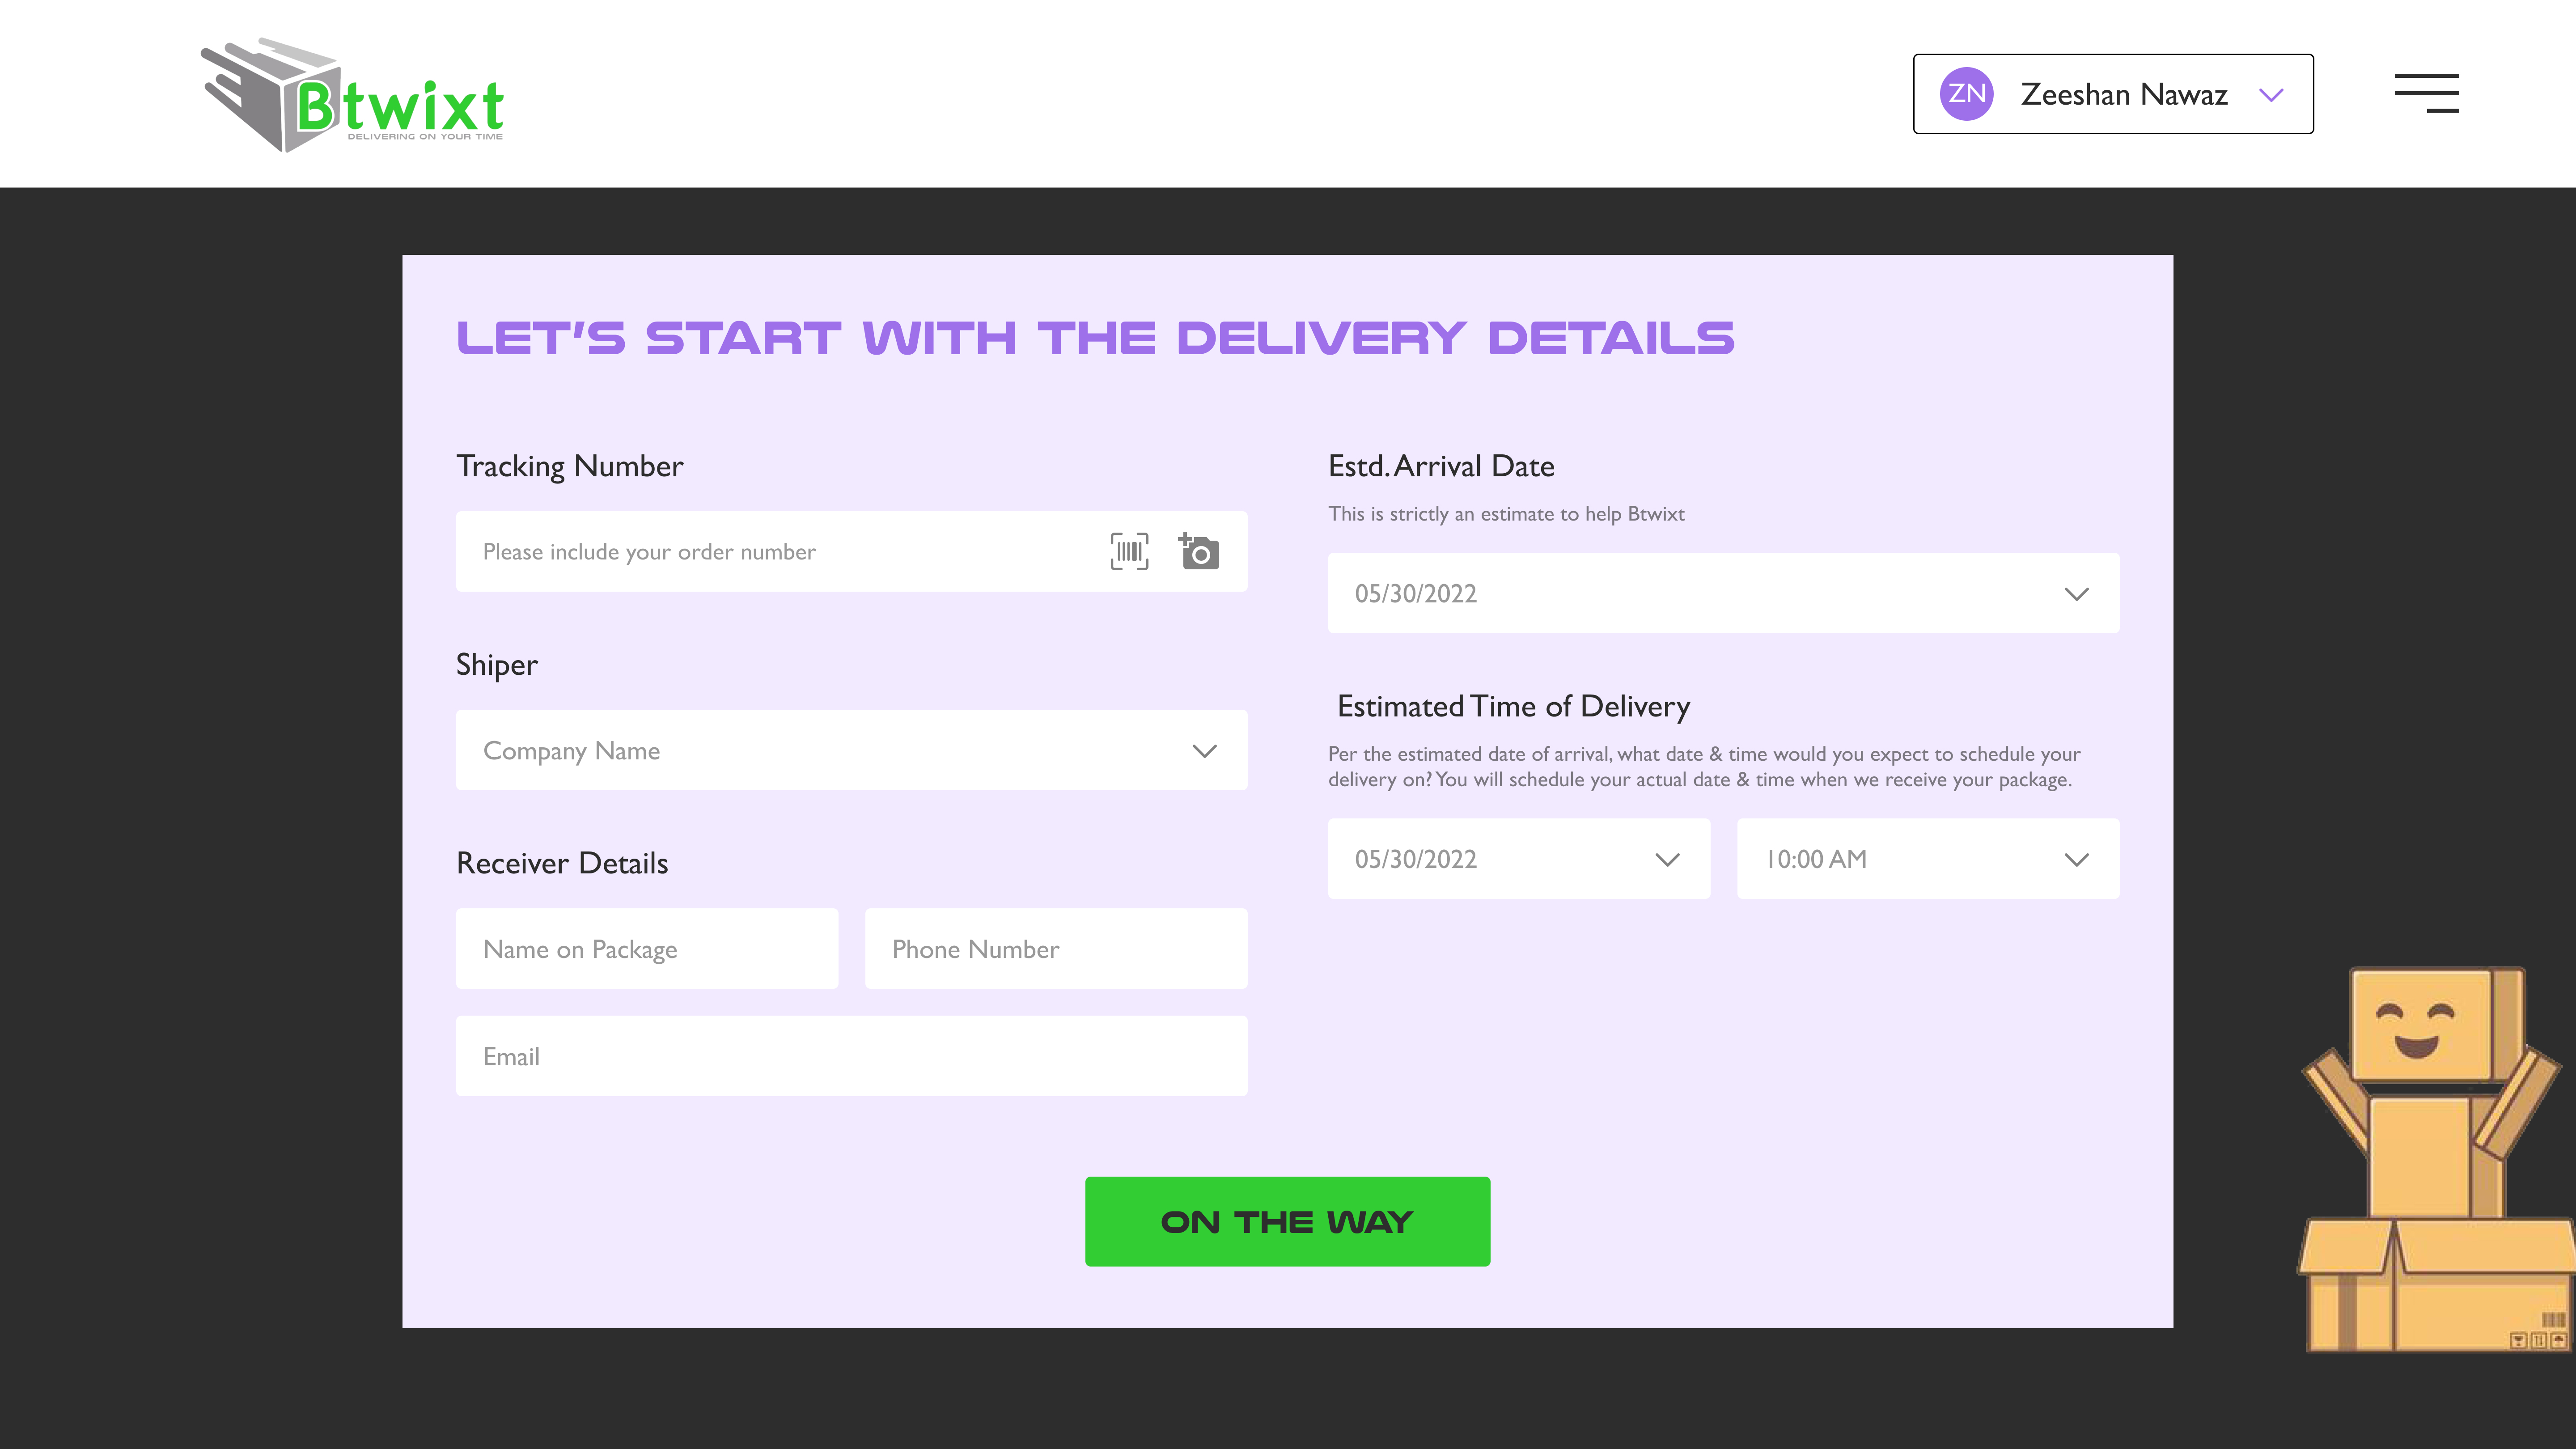 Btwixt
DELIVERING ON YOUR TIME
ZN
Zeeshan Nawaz
LET'S START WITH THE DELIVERY DETAILS
Tracking Number
Please include your order number
Shiper
Company Name
Receiver Details
Name on Package
Phone Number
Email
Estd. Arrival Date
This is strictly an estimate to help Btwixt
05/30/2022
Estimated Time of Delivery
Per the estimated date of arrival, what date & time would you expect to schedule your
delivery on? You will schedule your actual date & time when we receive your package.
05/30/2022
10:00 AM
ON THE WAY